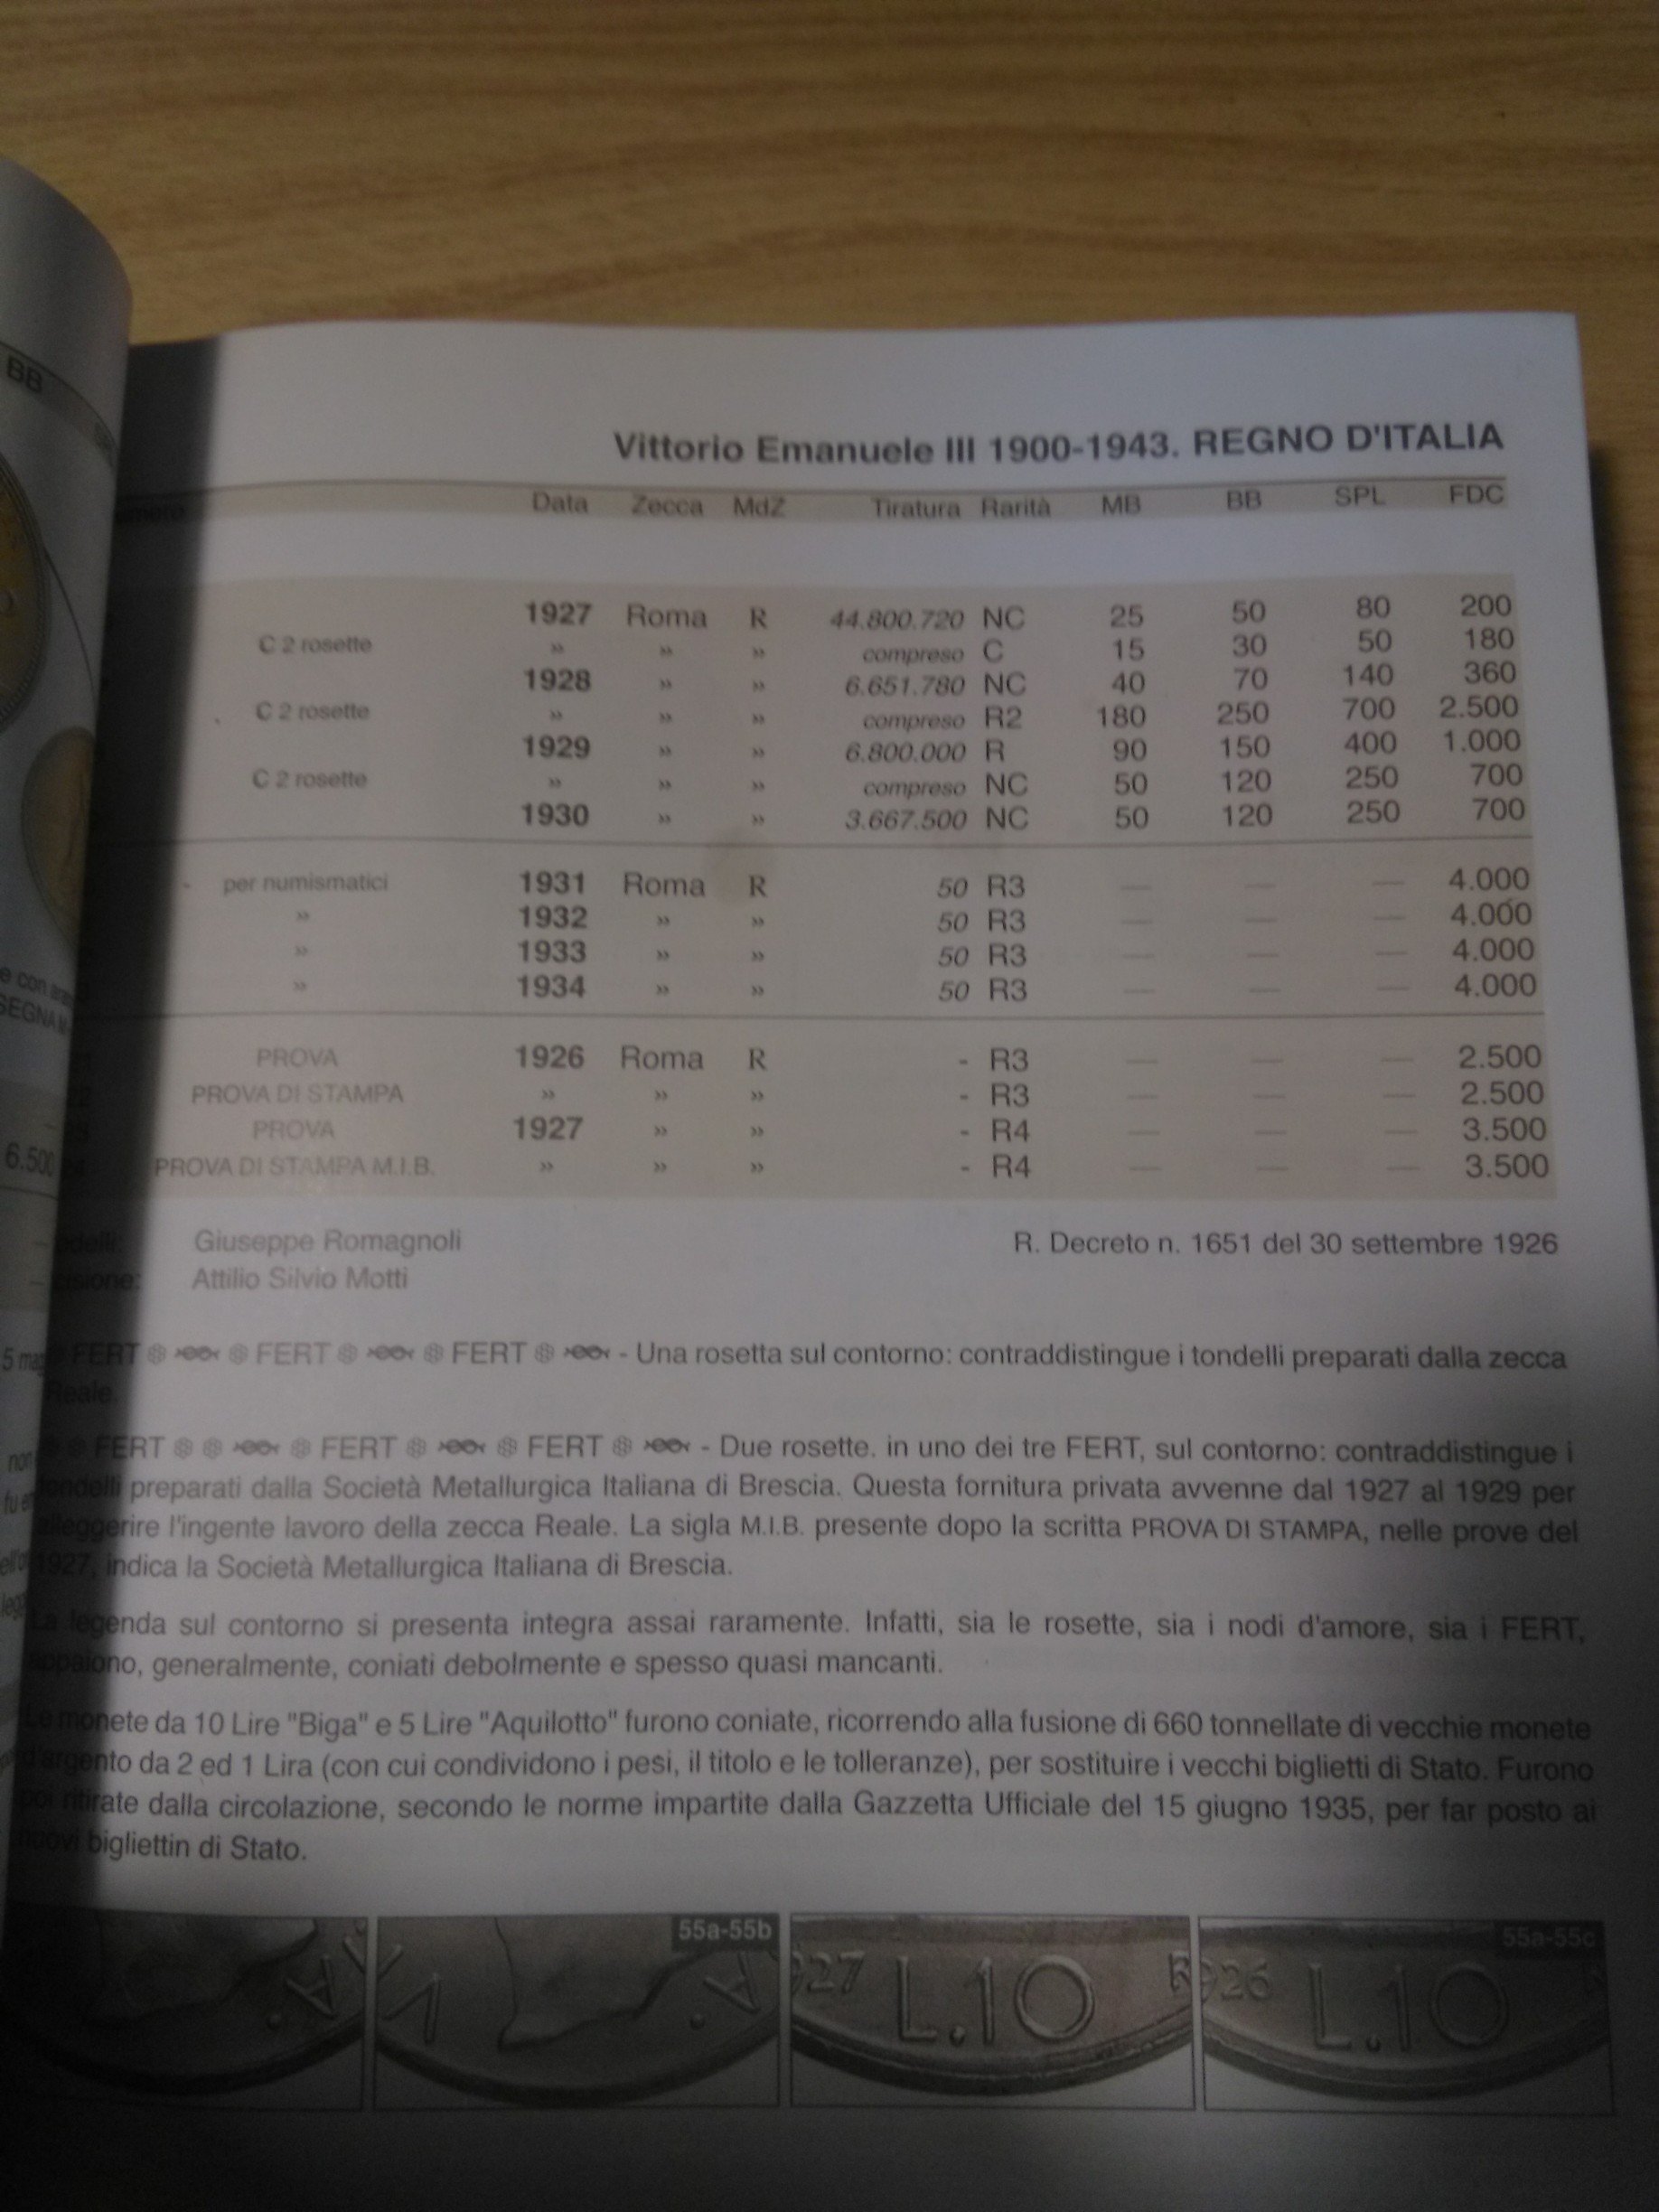 BB
Vittorio Emanuele III 1900-1943. REGNO D'ITALIA
Data Zecca MdZ Tiratura Rarità MB BB SPL FDC
1927 Roma R 44.800.720 NC 25 50 80 200
C 2 rosette » » » compreso C 15 30 50 180
1928 » » 6.651.780 NC 40 70 140 360
C 2 rosette » » » compreso R2 180 250 700 2.500
1929 » » 6.800.000 R 90 150 400 1.000
C 2 rosette » » » compreso NC 50 120 250 700
1930 » » 3.667.500 NC 50 120 250 700
- per numismatici 1931 Roma R 50 R3 — — — 4.000
» 1932 » » 50 R3 — — — 4.000
» 1933 » » 50 R3 — — — 4.000
» 1934 » » 50 R3 — — — 4.000
PROVA 1926 Roma R - R3 — — — 2.500
PROVA DI STAMPA » » » - R3 — — — 2.500
PROVA 1927 » » - R4 — — — 3.500
6.500 PROVA DI STAMPA M.I.B. » » » - R4 — — — 3.500
Giuseppe Romagnoli R. Decreto n. 1651 del 30 settembre 1926
Attilio Silvio Motti
FERT FERT FERT - Una rosetta sul contorno: contraddistingue i tondelli preparati dalla zecca
Reale.
FERT FERT FERT - Due rosette. in uno dei tre FERT, sul contorno: contraddistingue i
tondelli preparati dalla Società Metallurgica Italiana di Brescia. Questa fornitura privata avvenne dal 1927 al 1929 per
alleggerire l'ingente lavoro della zecca Reale. La sigla M.I.B. presente dopo la scritta PROVA DI STAMPA, nelle prove del
1927, indica la Società Metallurgica Italiana di Brescia.
La legenda sul contorno si presenta integra assai raramente. Infatti, sia le rosette, sia i nodi d'amore, sia i FERT,
appaiono, generalmente, coniati debolmente e spesso quasi mancanti.
Le monete da 10 Lire "Biga" e 5 Lire "Aquilotto" furono coniate, ricorrendo alla fusione di 660 tonnellate di vecchie monete
d'argento da 2 ed 1 Lira (con cui condividono i pesi, il titolo e le tolleranze), per sostituire i vecchi biglietti di Stato. Furono
poi ritirate dalla circolazione, secondo le norme impartite dalla Gazzetta Ufficiale del 15 giugno 1935, per far posto ai
nuovi bigliettin di Stato.
55a-55b 55a-55c
A. V A. 927 L.10 R 926 L.10